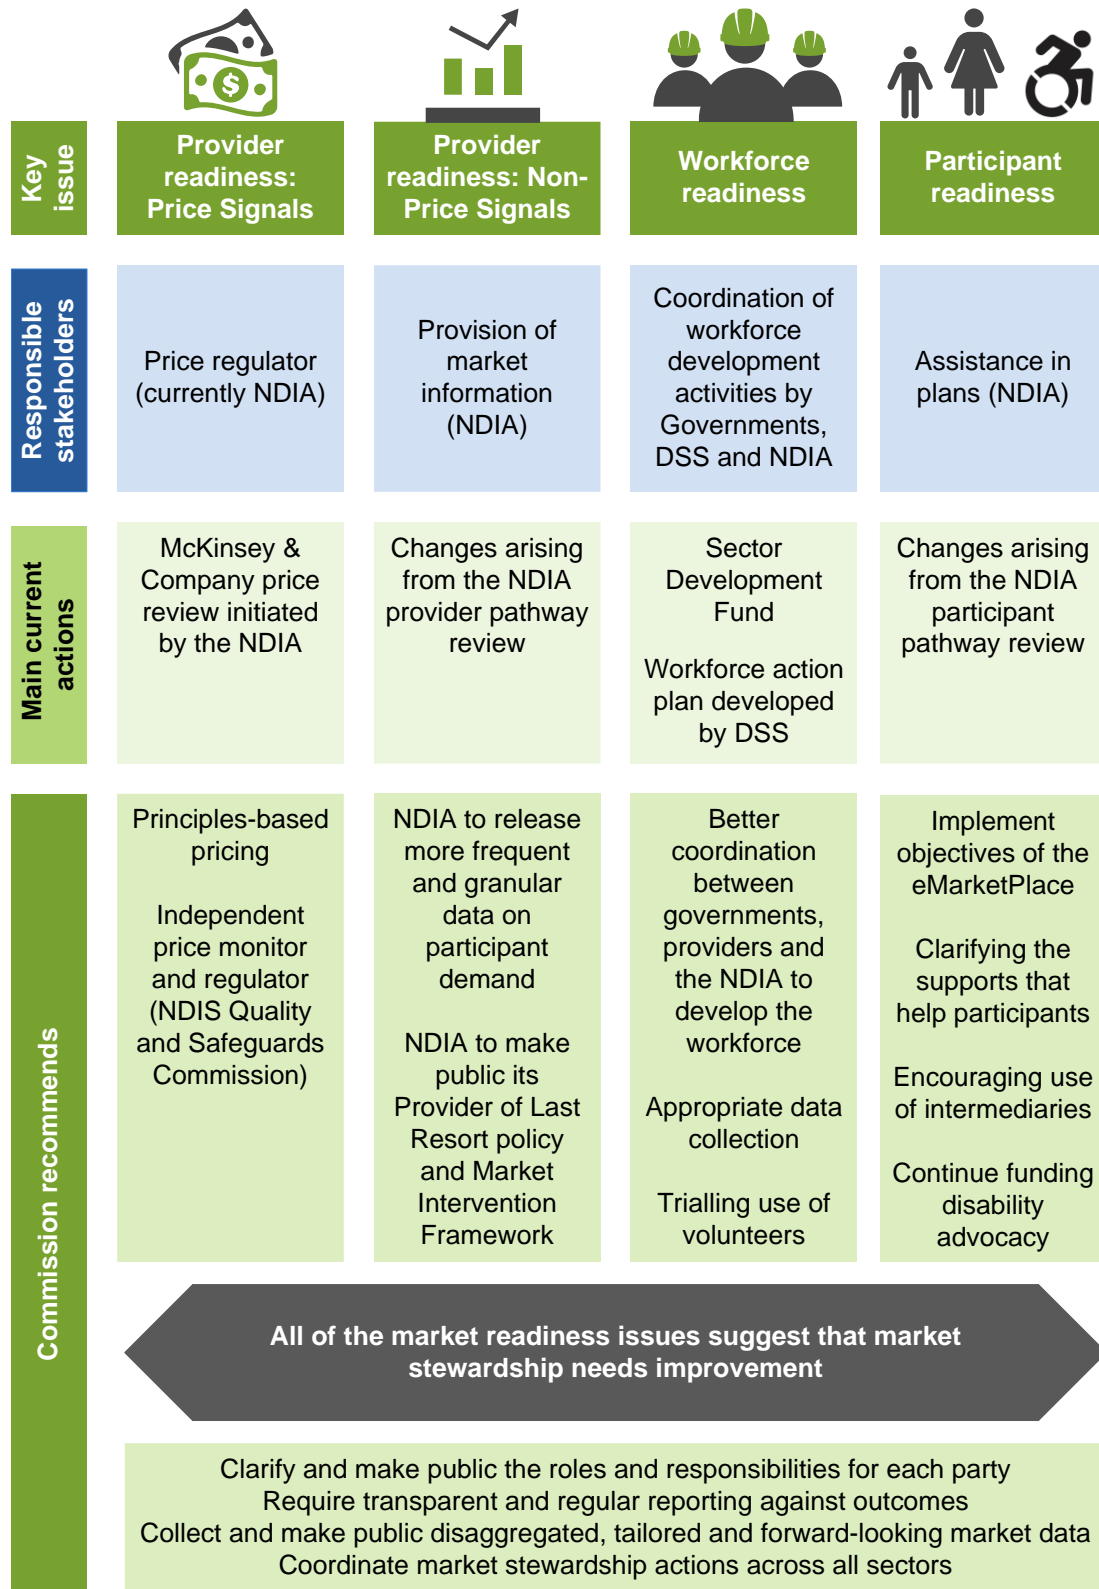 Key
issue
Provider
readiness:
Price Signals
Provider
readiness: Non-
Price Signals
Workforce
readiness
Participant
readiness
Responsible
stakeholders
Price regulator
(currently NDIA)
Provision of
market
information
(NDIA)
Coordination of
workforce
development
activities by
Governments,
DSS and NDIA
Assistance in
plans (NDIA)
Main current
actions
McKinsey &
Company price
review initiated
by the NDIA
Changes arising
from the NDIA
provider pathway
review
Sector
Development
Fund
Workforce action
plan developed
by DSS
Changes arising
from the NDIA
participant
pathway review
Commission recommends
Principles-based
pricing
Independent
price monitor
and regulator
(NDIS Quality
and Safeguards
Commission)
NDIA to release
more frequent
and granular
data on
participant
demand
NDIA to make
public its
Provider of Last
Resort policy
and Market
Intervention
Framework
Better
coordination
between
governments,
providers and
the NDIA to
develop the
workforce
Appropriate data
collection
Trialling use of
volunteers
Implement
objectives of the
eMarketPlace
Clarifying the
supports that
help participants
Encouraging use
of intermediaries
Continue funding
disability
advocacy
All of the market readiness issues suggest that market
stewardship needs improvement
Clarify and make public the roles and responsibilities for each party
Require transparent and regular reporting against outcomes
Collect and make public disaggregated, tailored and forward-looking market data
Coordinate market stewardship actions across all sectors